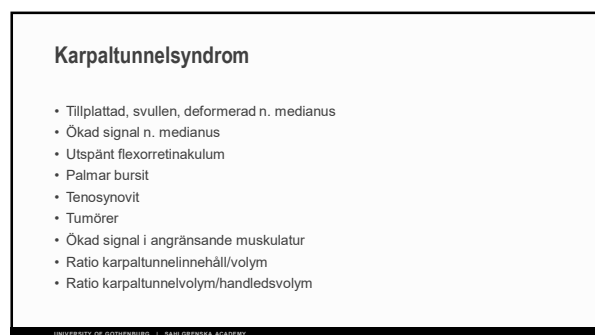 Karpaltunnelsyndrom
• Tillplattad, svullen, deformerad n. medianus
• Ökad signal n. medianus
• Utspänt flexorretinakulum
• Palmar bursit
• Tenosynovit
• Tumörer
• Ökad signal i angränsande muskulatur
• Ratio karpaltunnelinnehåll/volym
• Ratio karpaltunnelvolym/handledsvolym
UNIVERSITY OF GOTHENBURG | SAHLGRENSKA ACADEMY